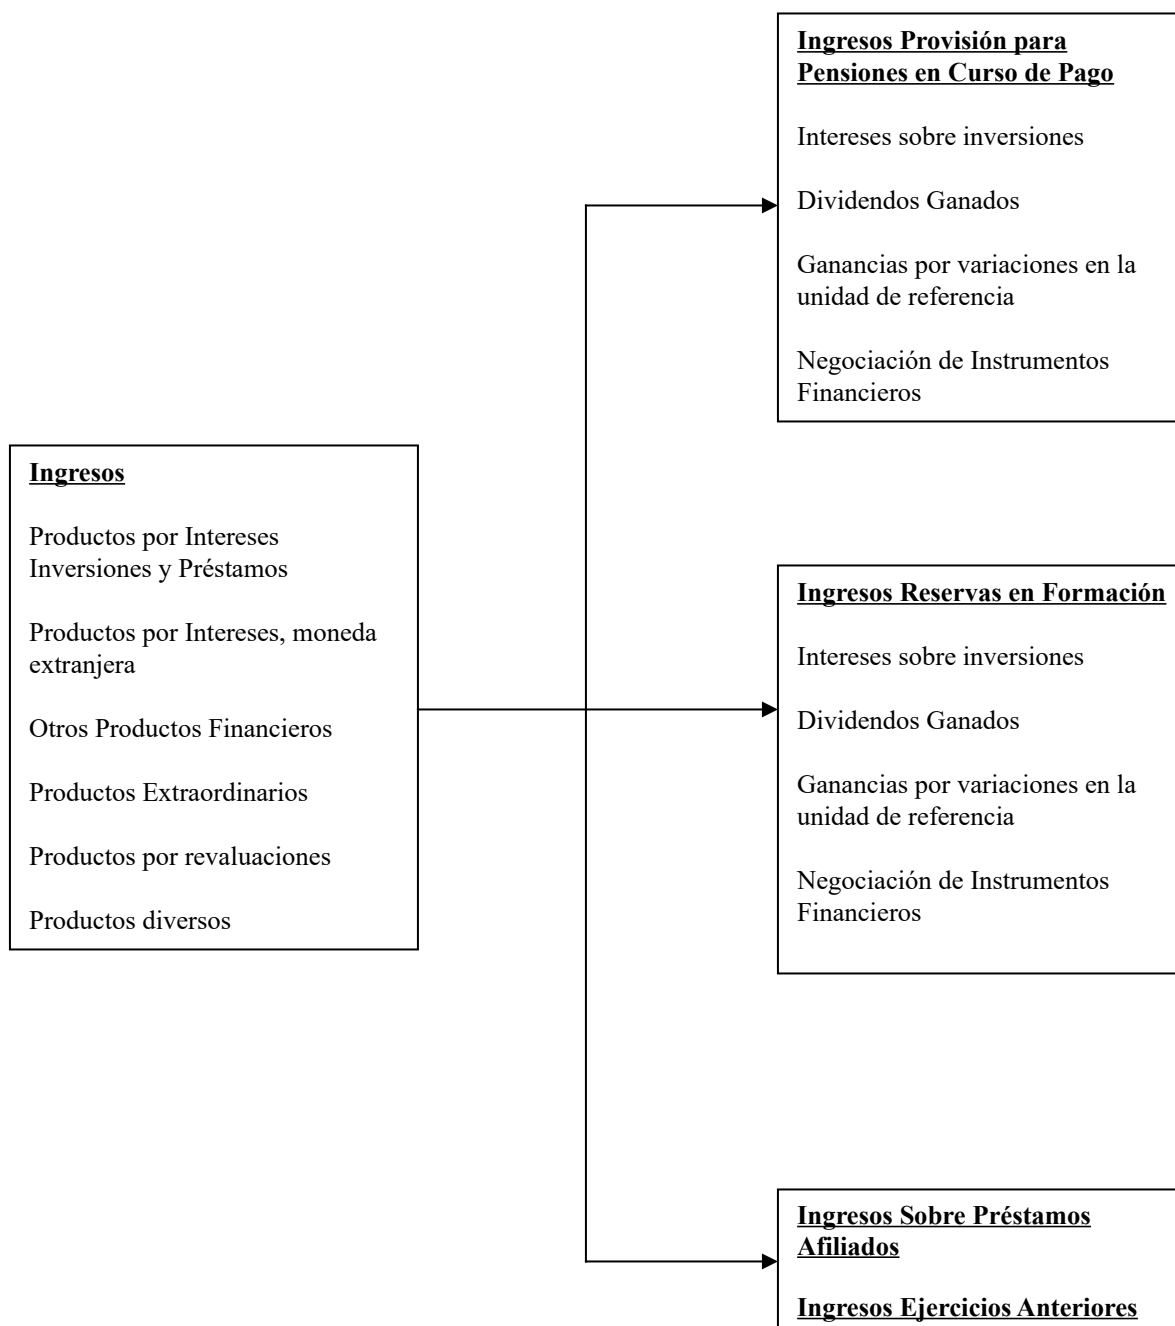 Ingresos
Productos por Intereses
Inversiones y Préstamos
Productos por Intereses, moneda
extranjera
Otros Productos Financieros
Productos Extraordinarios
Productos por revaluaciones
Productos diversos
Ingresos Provisión para
Pensiones en Curso de Pago
Intereses sobre inversiones
Dividendos Ganados
Ganancias por variaciones en la
unidad de referencia
Negociación de Instrumentos
Financieros
Ingresos Reservas en Formación
Intereses sobre inversiones
Dividendos Ganados
Ganancias por variaciones en la
unidad de referencia
Negociación de Instrumentos
Financieros
Ingresos Sobre Préstamos
Afiliados
Ingresos Ejercicios Anteriores